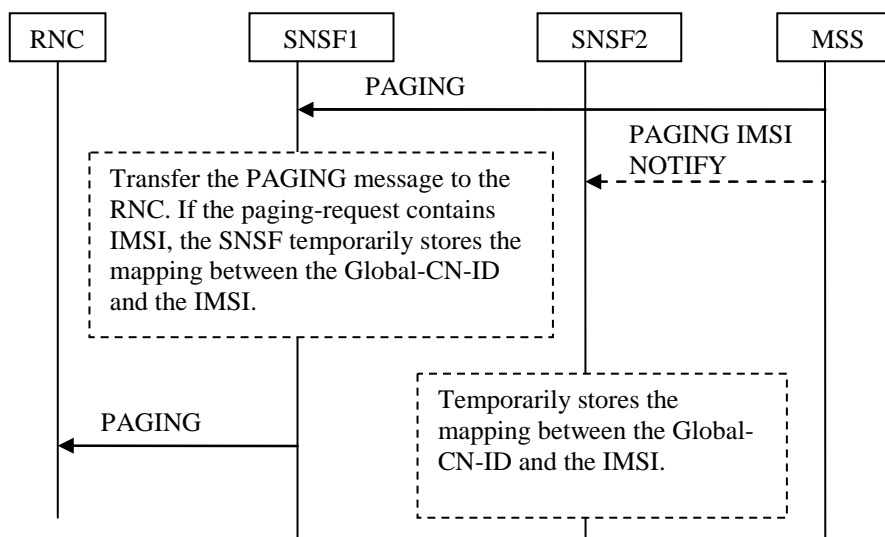 RNC
SNSF1
SNSF2
MSS
PAGING
PAGING IMSI
NOTIFY
Transfer the PAGING message to the
RNC. If the paging-request contains
IMSI, the SNSF temporarily stores the
mapping between the Global-CN-ID
and the IMSI.
PAGING
Temporarily stores the
mapping between the Global-
CN-ID and the IMSI.